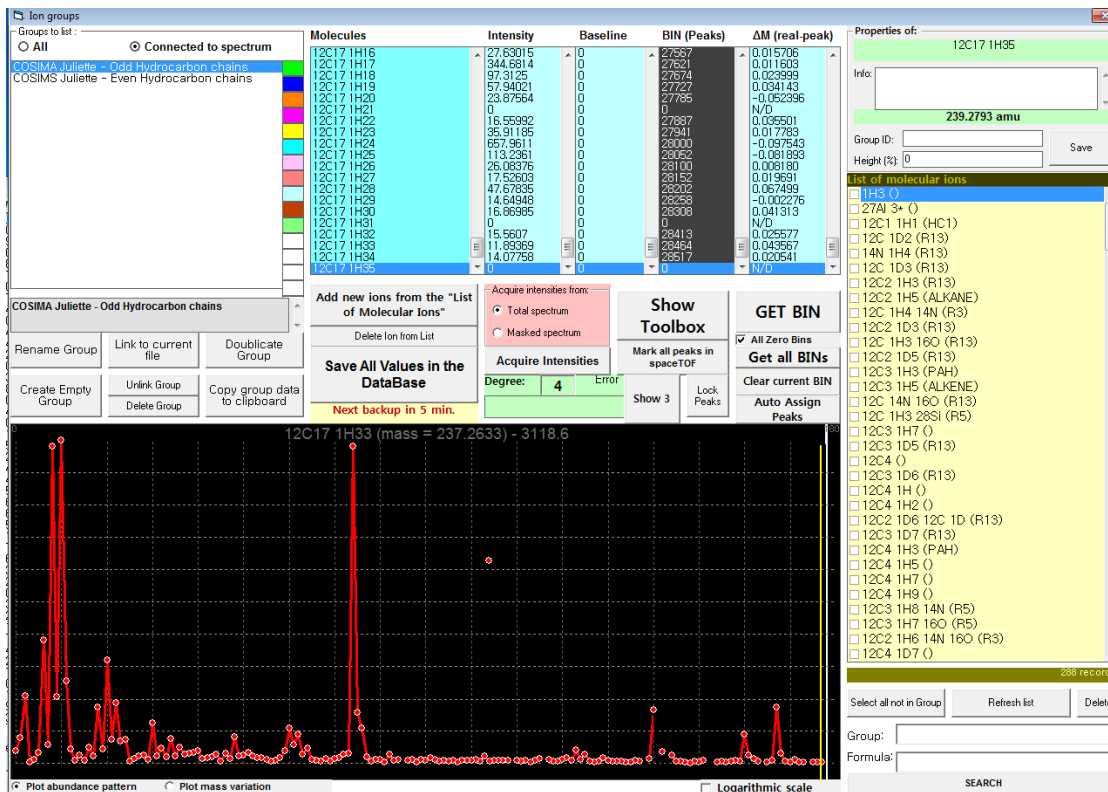 Ion groups
Groups to list :
All
Connected to spectrum
COSIMA Juliette - Odd Hydrocarbon chains
COSIMS Juliette - Even Hydrocarbon chains
COSIMA Juliette - Odd Hydrocarbon chains
Rename Group
Link to current file
Doublicate Group
Create Empty Group
Unlink Group
Delete Group
Copy group data to clipboard
Molecules Intensity Baseline BIN (Peaks) ΔM (real-peak)
12C17 1H16 27.63015 0 27567 0.015706
12C17 1H17 344.6814 0 27621 0.011603
12C17 1H18 97.3125 0 27674 0.023999
12C17 1H19 57.94021 0 27727 0.034143
12C17 1H20 23.87564 0 27785 -0.052396
12C17 1H21 0 0 0 N/D
12C17 1H22 16.55992 0 27887 0.035501
12C17 1H23 35.91185 0 27941 0.017783
12C17 1H24 657.9611 0 28000 -0.097543
12C17 1H25 113.2361 0 28052 -0.081893
12C17 1H26 26.08376 0 28100 0.008180
12C17 1H27 17.52603 0 28152 0.019691
12C17 1H28 47.67835 0 28202 0.067499
12C17 1H29 14.64948 0 28258 -0.002276
12C17 1H30 16.86985 0 28308 0.041313
12C17 1H31 0 0 0 N/D
12C17 1H32 15.5607 0 28413 0.025577
12C17 1H33 11.89369 0 28464 0.043567
12C17 1H34 14.07758 0 28517 0.020541
12C17 1H35 0 0 0 N/D
Add new ions from the "List of Molecular Ions"
Delete Ion from List
Save All Values in the DataBase
Next backup in 5 min.
Acquire intensities from:
Total spectrum
Masked spectrum
Acquire Intensities
Degree: 4 Error
Show Toolbox
Mark all peaks in spaceTOF
Show 3
Lock Peaks
GET BIN
All Zero Bins
Get all BINs
Clear current BIN
Auto Assign Peaks
Properties of:
12C17 1H35
Info:
239.2793 amu
Group ID:
Height (%): 0
Save
List of molecular ions
1H3 ()
27Al 3+ ()
12C1 1H1 (HC1)
12C 1D2 (R13)
14N 1H4 (R13)
12C 1D3 (R13)
12C2 1H3 (R13)
12C2 1H5 (ALKANE)
12C 1H4 14N (R3)
12C2 1D3 (R13)
12C 1H3 16O (R13)
12C2 1D5 (R13)
12C3 1H3 (PAH)
12C3 1H5 (ALKENE)
12C 14N 16O (R13)
12C 1H3 28Si (R5)
12C3 1H7 ()
12C3 1D5 (R13)
12C4 ()
12C3 1D6 (R13)
12C4 1H ()
12C4 1H2 ()
12C2 1D6 12C 1D (R13)
12C3 1D7 (R13)
12C4 1H3 (PAH)
12C4 1H5 ()
12C4 1H7 ()
12C4 1H9 ()
12C3 1H8 14N (R5)
12C3 1H7 16O (R5)
12C2 1H6 14N 16O (R3)
12C4 1D7 ()
288 record
Select all not in Group
Refresh list
Delete
Group:
Formula:
SEARCH
12C17 1H33 (mass = 237.2633) - 3118.6
Plot abundance pattern
Plot mass variation
Logarithmic scale